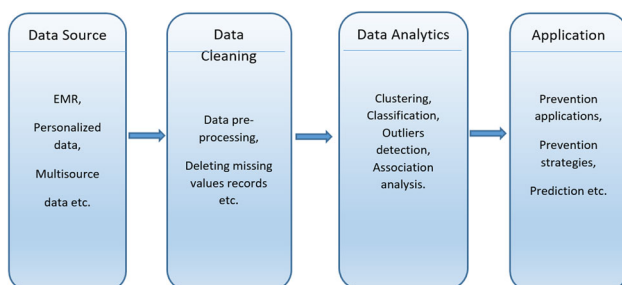 Data Source
EMR,
Personalized
data,
Multisource
data etc.
Data
Cleaning
Data pre-
processing,
Deleting missing
values records
etc.
Data Analytics
Clustering,
Classification,
Outliers
detection,
Association
analysis.
Application
Prevention
applications,
Prevention
strategies,
Prediction etc.